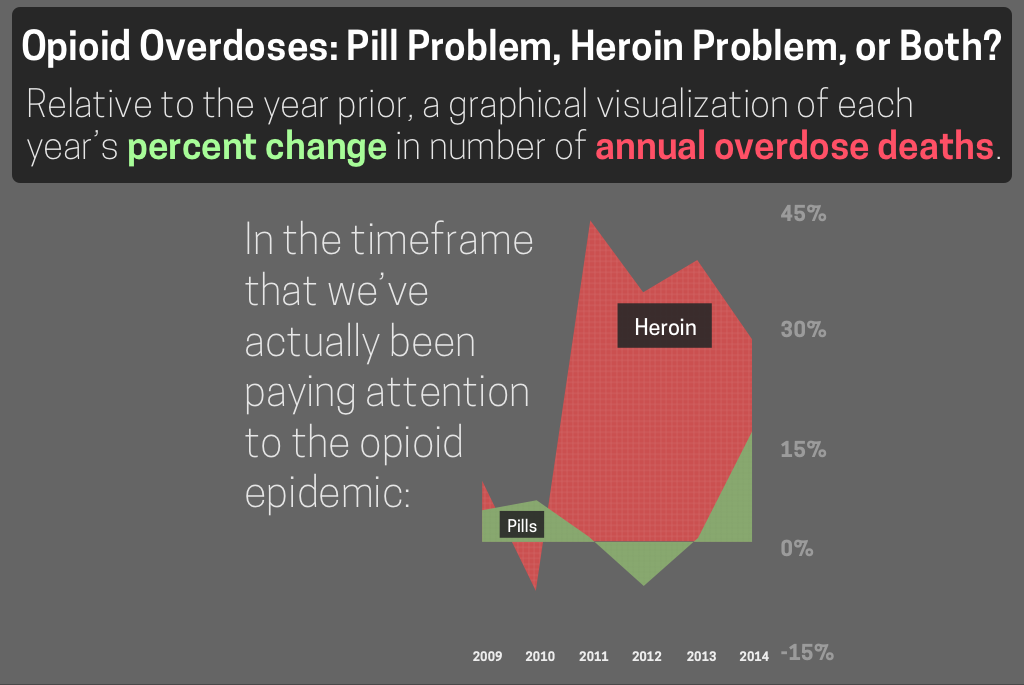 Opioid Overdoses: Pill Problem, Heroin Problem, or Both?
Relative to the year prior, a graphical visualization of each
year's percent change in number of annual overdose deaths.
In the timeframe
that we've
actually been
paying attention
to the opioid
epidemic:
45%
Heroin
30%
15%
Pills
0%
2009 2010 2011 2012 2013 2014 -15%